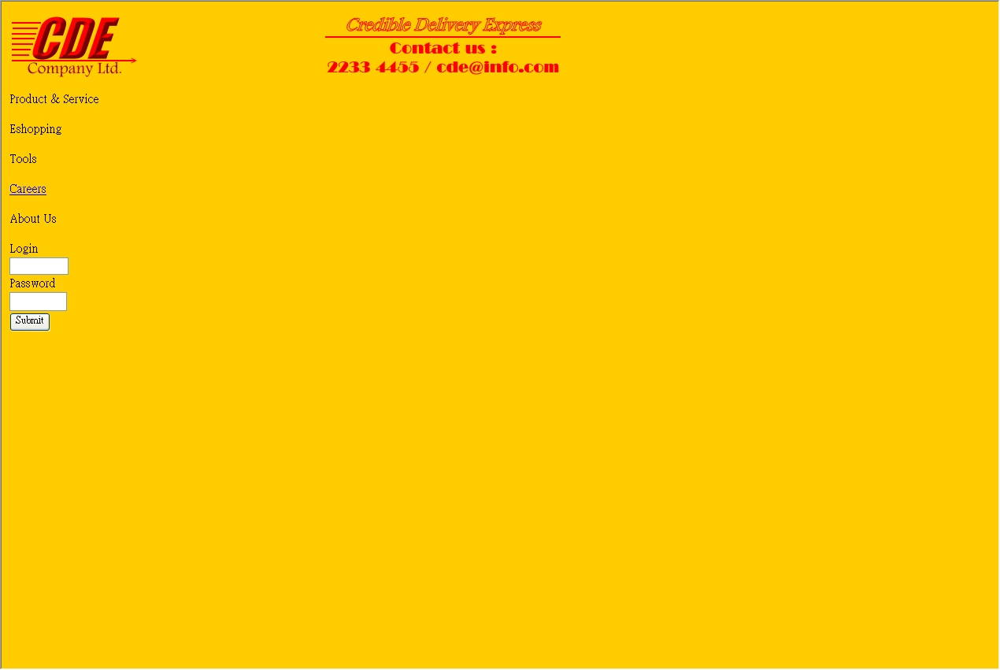 CDE
Company Ltd.
Credible Delivery Express
Contact us :
2233 4455 / cde@info.com
Product & Service
Eshopping
Tools
Careers
About Us
Login
Password
Submit